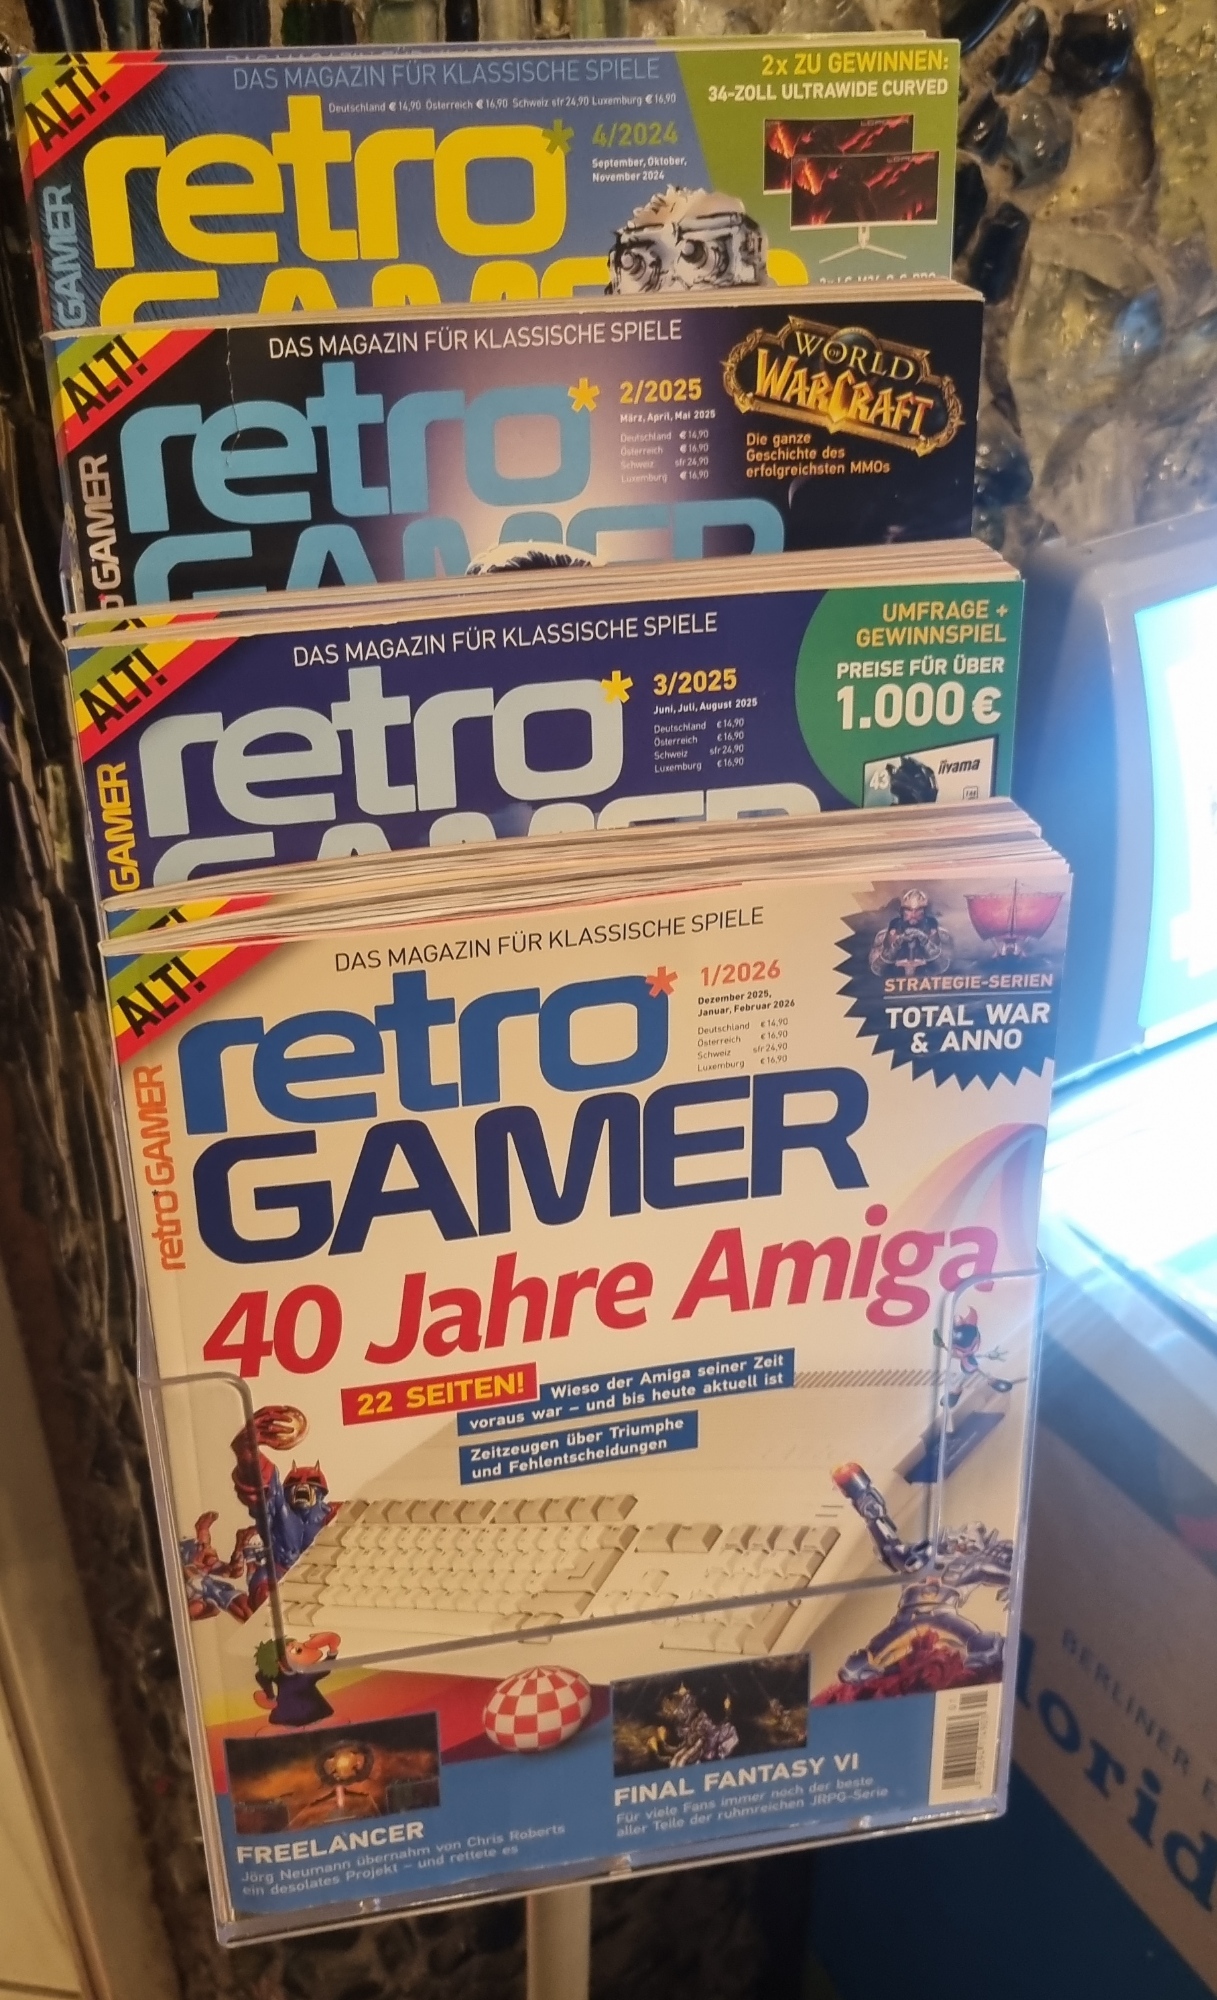 ALT!
DAS MAGAZIN FÜR KLASSISCHE SPIELE
Deutschland € 14,90 Österreich € 16,90 Schweiz sfr 24,90 Luxemburg € 16,90
retro
4/2024
September, Oktober,
November 2024
GAMER
GAMER
2x ZU GEWINNEN:
34-ZOLL ULTRAWIDE CURVED
ALT!
DAS MAGAZIN FÜR KLASSISCHE SPIELE
retro
2/2025
März, April, Mai 2025
Deutschland € 14,90
Österreich € 16,90
Schweiz sfr 24,90
Luxemburg € 16,90
GAMER
GAMER
WORLD
OF
WARCRAFT
Die ganze
Geschichte des
erfolgreichsten MMOs
ALT!
DAS MAGAZIN FÜR KLASSISCHE SPIELE
retro
3/2025
Juni, Juli, August 2025
Deutschland € 14,90
Österreich € 16,90
Schweiz sfr 24,90
Luxemburg € 16,90
GAMER
GAMER
UMFRAGE +
GEWINNSPIEL
PREISE FÜR ÜBER
1.000 €
43
iiyama
ALT!
DAS MAGAZIN FÜR KLASSISCHE SPIELE
retro
1/2026
Dezember 2025,
Januar, Februar 2026
Deutschland € 14,90
Österreich € 16,90
Schweiz sfr 24,90
Luxemburg € 16,90
GAMER
retro GAMER
STRATEGIE-SERIEN
TOTAL WAR
& ANNO
40 Jahre Amiga
22 SEITEN!
Wieso der Amiga seiner Zeit
voraus war – und bis heute aktuell ist
Zeitzeugen über Triumphe
und Fehlentscheidungen
FREELANCER
Jörg Neumann übernahm von Chris Roberts
ein desolates Projekt – und rettete es
FINAL FANTASY VI
Für viele Fans immer noch der beste
aller Teile der ruhmreichen JRPG-Serie
BERLINER